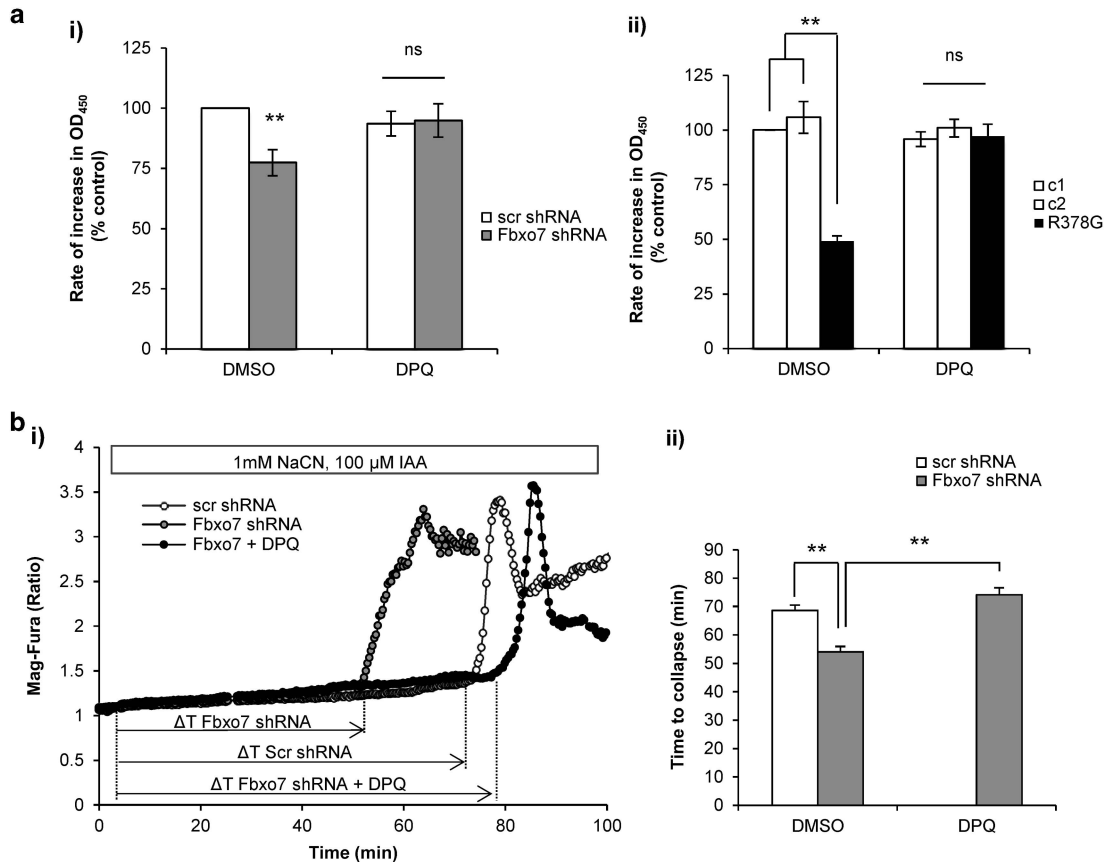 a
i)
125
100
75
50
25
0
Rate of increase in OD450
(% control)
**
ns
DMSO
DPQ
scr shRNA
Fbxo7 shRNA
ii)
125
100
75
50
25
0
Rate of increase in OD450
(% control)
**
ns
DMSO
DPQ
c1
c2
R378G
b
i)
4
3.5
3
2.5
2
1.5
1
0.5
0
Mag-Fura (Ratio)
1mM NaCN, 100 µM IAA
scr shRNA
Fbxo7 shRNA
Fbxo7 + DPQ
ΔT Fbxo7 shRNA
ΔT Scr shRNA
ΔT Fbxo7 shRNA + DPQ
0 20 40 60 80 100
Time (min)
ii)
scr shRNA
Fbxo7 shRNA
90
80
70
60
50
40
30
20
10
0
Time to collapse (min)
**
**
DMSO
DPQ